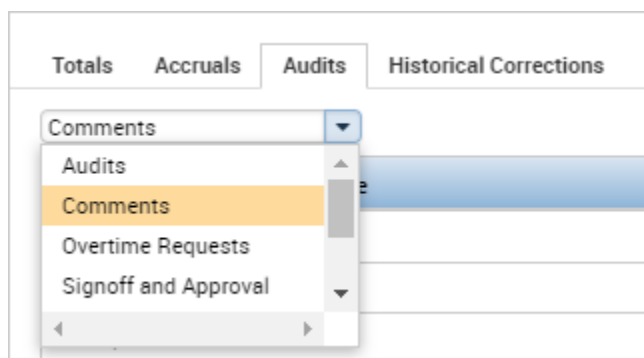 Totals Accruals Audits Historical Corrections
Comments
Audits
Comments
Overtime Requests
Signoff and Approval